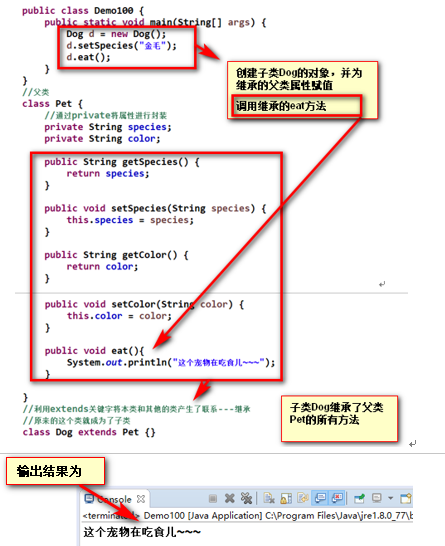 public class Demo100 {
public static void main(String[] args) {
Dog d = new Dog();
d.setSpecies("金毛");
d.eat();
}
}
创建子类Dog的对象，并为
继承的父类属性赋值
调用继承的eat方法
//父类
class Pet {
//通过private将属性进行封装
private String species;
private String color;
public String getSpecies() {
return species;
}
public void setSpecies(String species) {
this.species = species;
}
public String getColor() {
return color;
}
public void setColor(String color) {
this.color = color;
}
public void eat(){
System.out.println("这个宠物在吃食儿~~~");
}
}
//利用extends关键字将本类和其他的类产生了联系---继承
//原来的这个类就成为了子类
class Dog extends Pet {}
子类Dog继承了父类
Pet的所有方法
输出结果为
Console
<terminated> Demo100 [Java Application] C:\Program Files\Java\jre1.8.0_77\b
这个宠物在吃食儿~~~